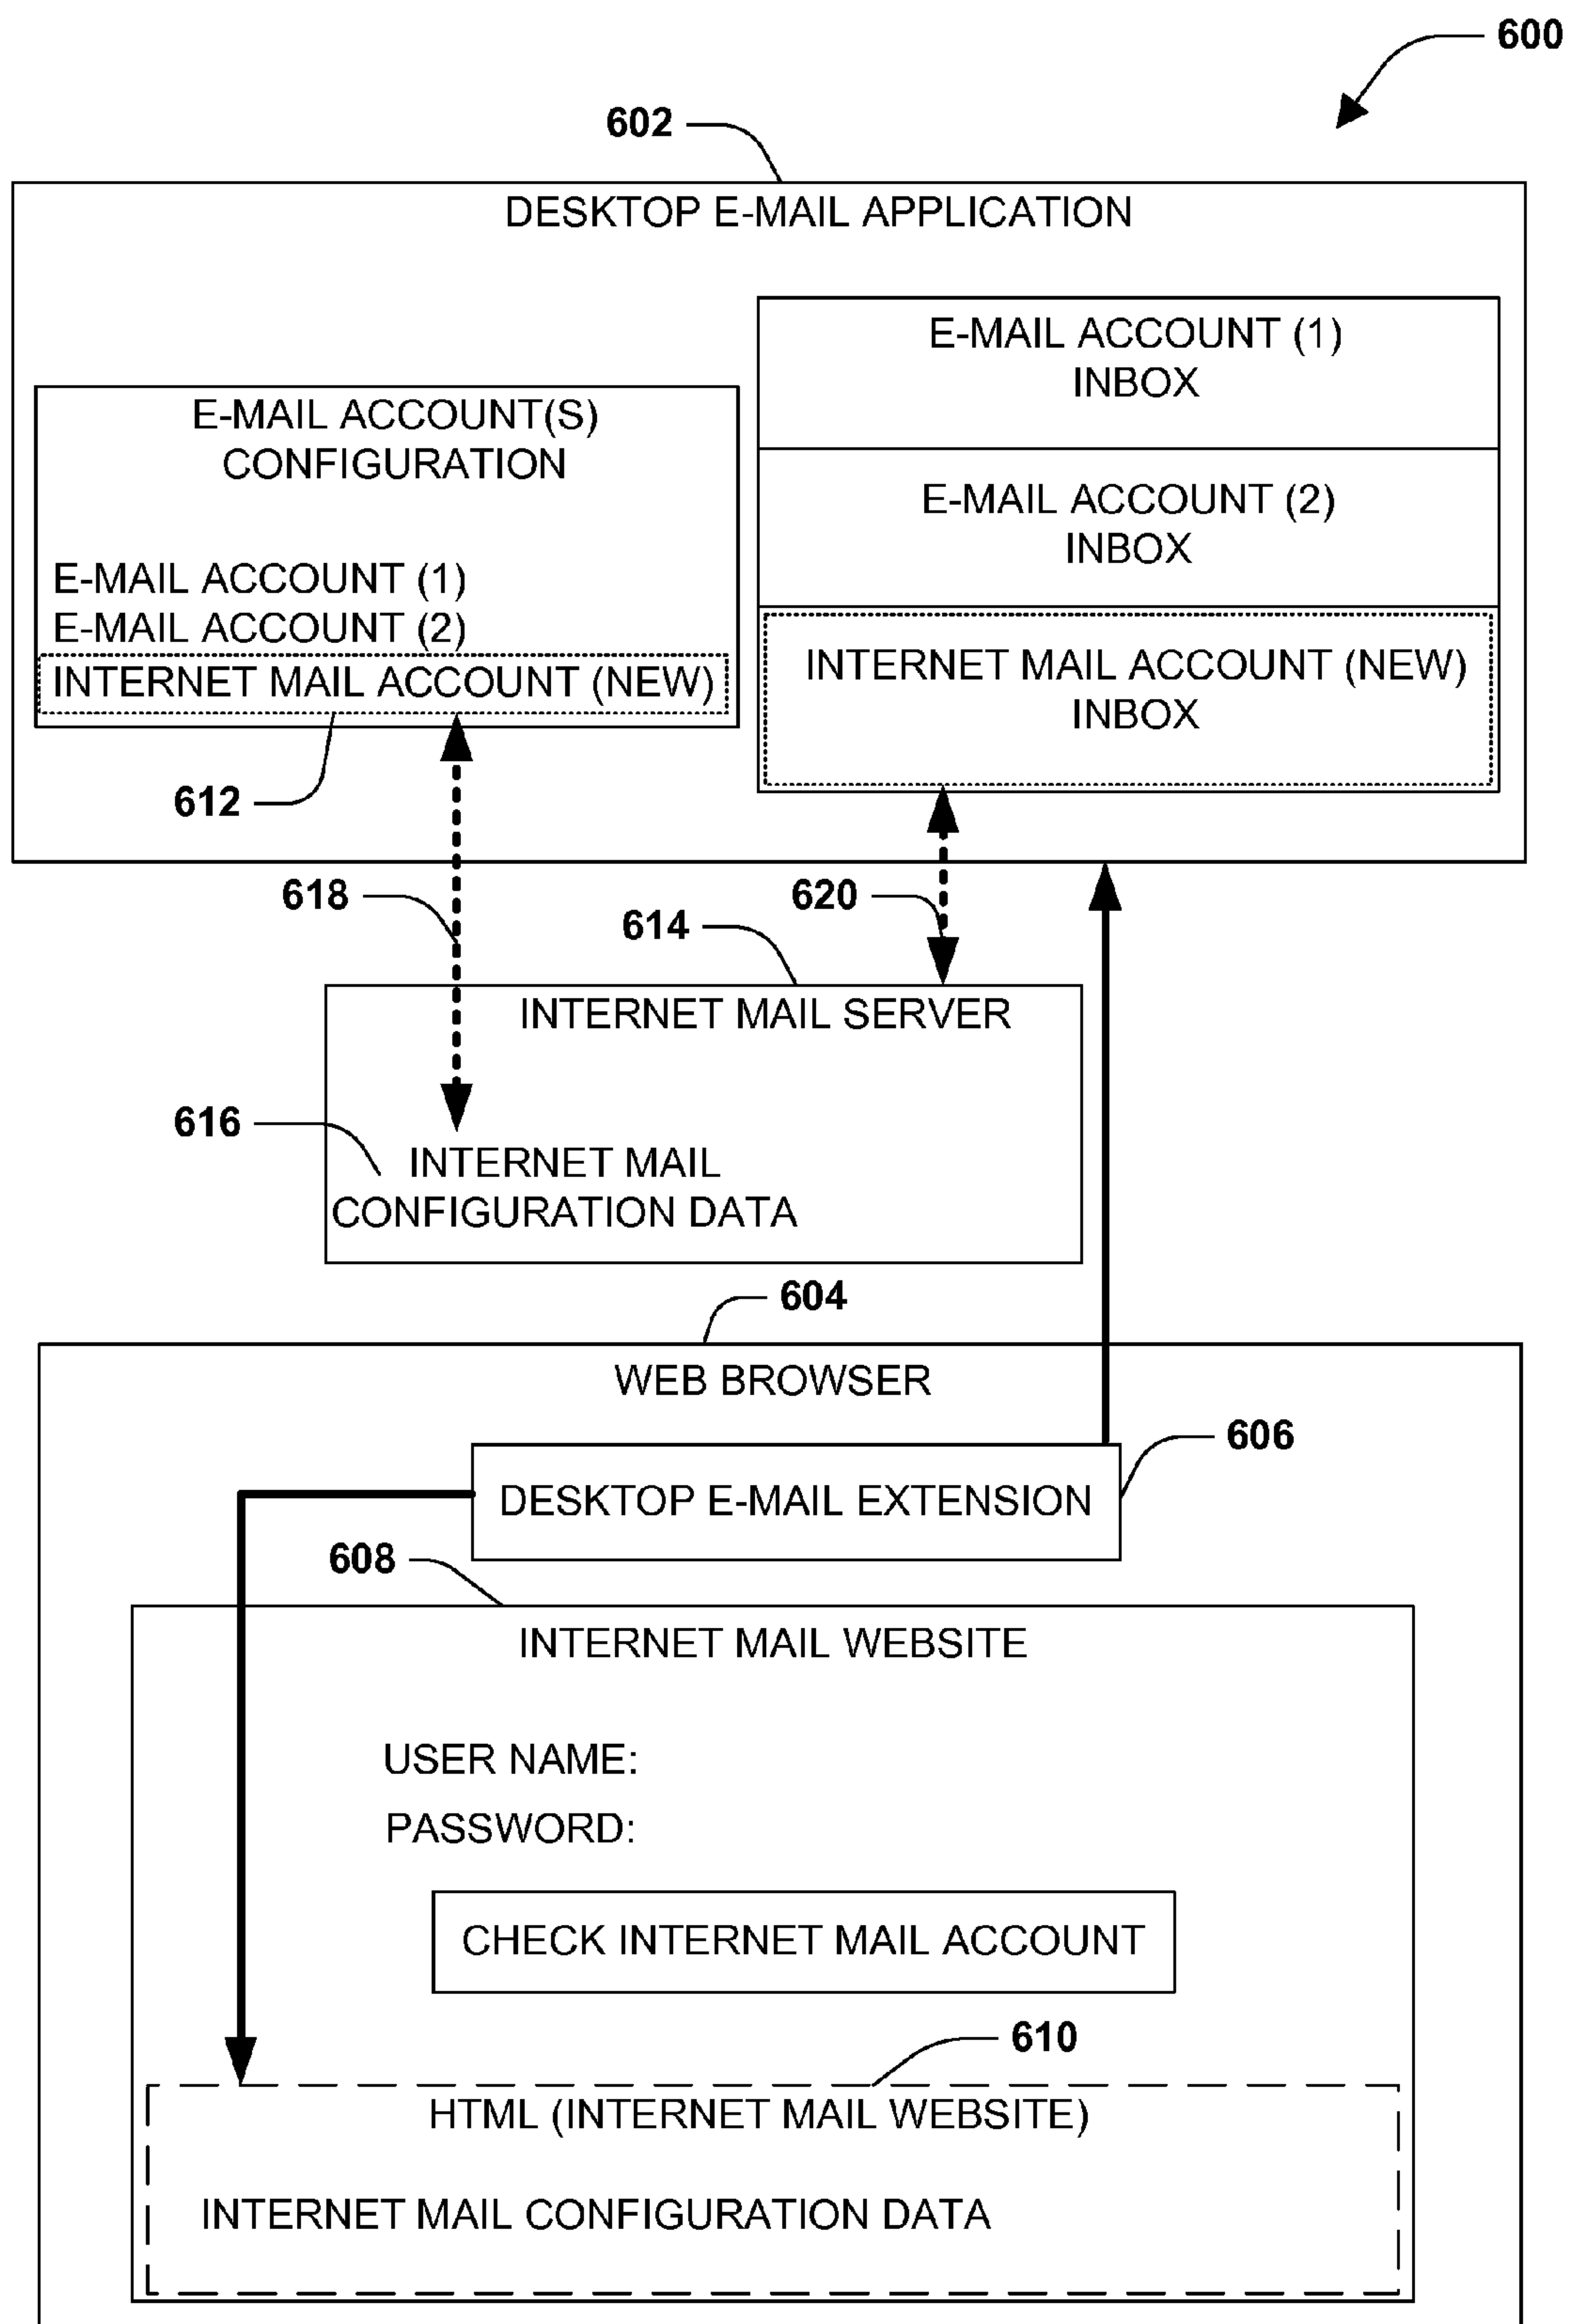 600
602
DESKTOP E-MAIL APPLICATION
E-MAIL ACCOUNT(S)
CONFIGURATION
E-MAIL ACCOUNT (1)
E-MAIL ACCOUNT (2)
INTERNET MAIL ACCOUNT (NEW)
612
E-MAIL ACCOUNT (1)
INBOX
E-MAIL ACCOUNT (2)
INBOX
INTERNET MAIL ACCOUNT (NEW)
INBOX
618
620
614
INTERNET MAIL SERVER
616
INTERNET MAIL
CONFIGURATION DATA
604
WEB BROWSER
606
DESKTOP E-MAIL EXTENSION
608
INTERNET MAIL WEBSITE
USER NAME:
PASSWORD:
CHECK INTERNET MAIL ACCOUNT
610
HTML (INTERNET MAIL WEBSITE)
INTERNET MAIL CONFIGURATION DATA